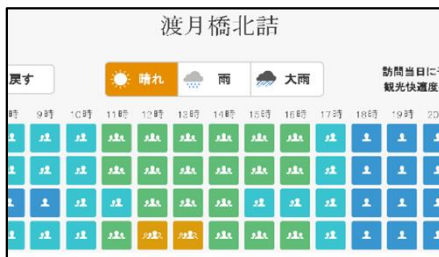 渡月橋北詰
戻す
晴れ 雨 大雨
訪問当日に
観光快適度
時 9時 10時 11時 12時 13時 14時 15時 16時 17時 18時 19時 20